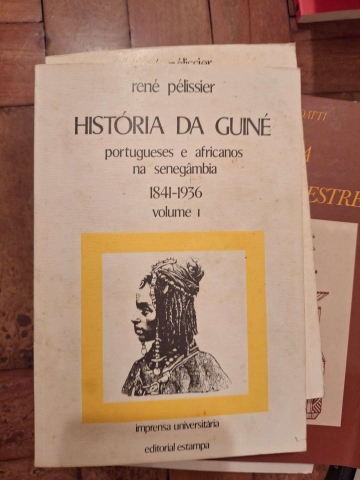 rené pélissier
HISTÓRIA DA GUINÉ
portugueses e africanos
na senegâmbia
1841-1936
volume I
imprensa universitária
editorial estampa